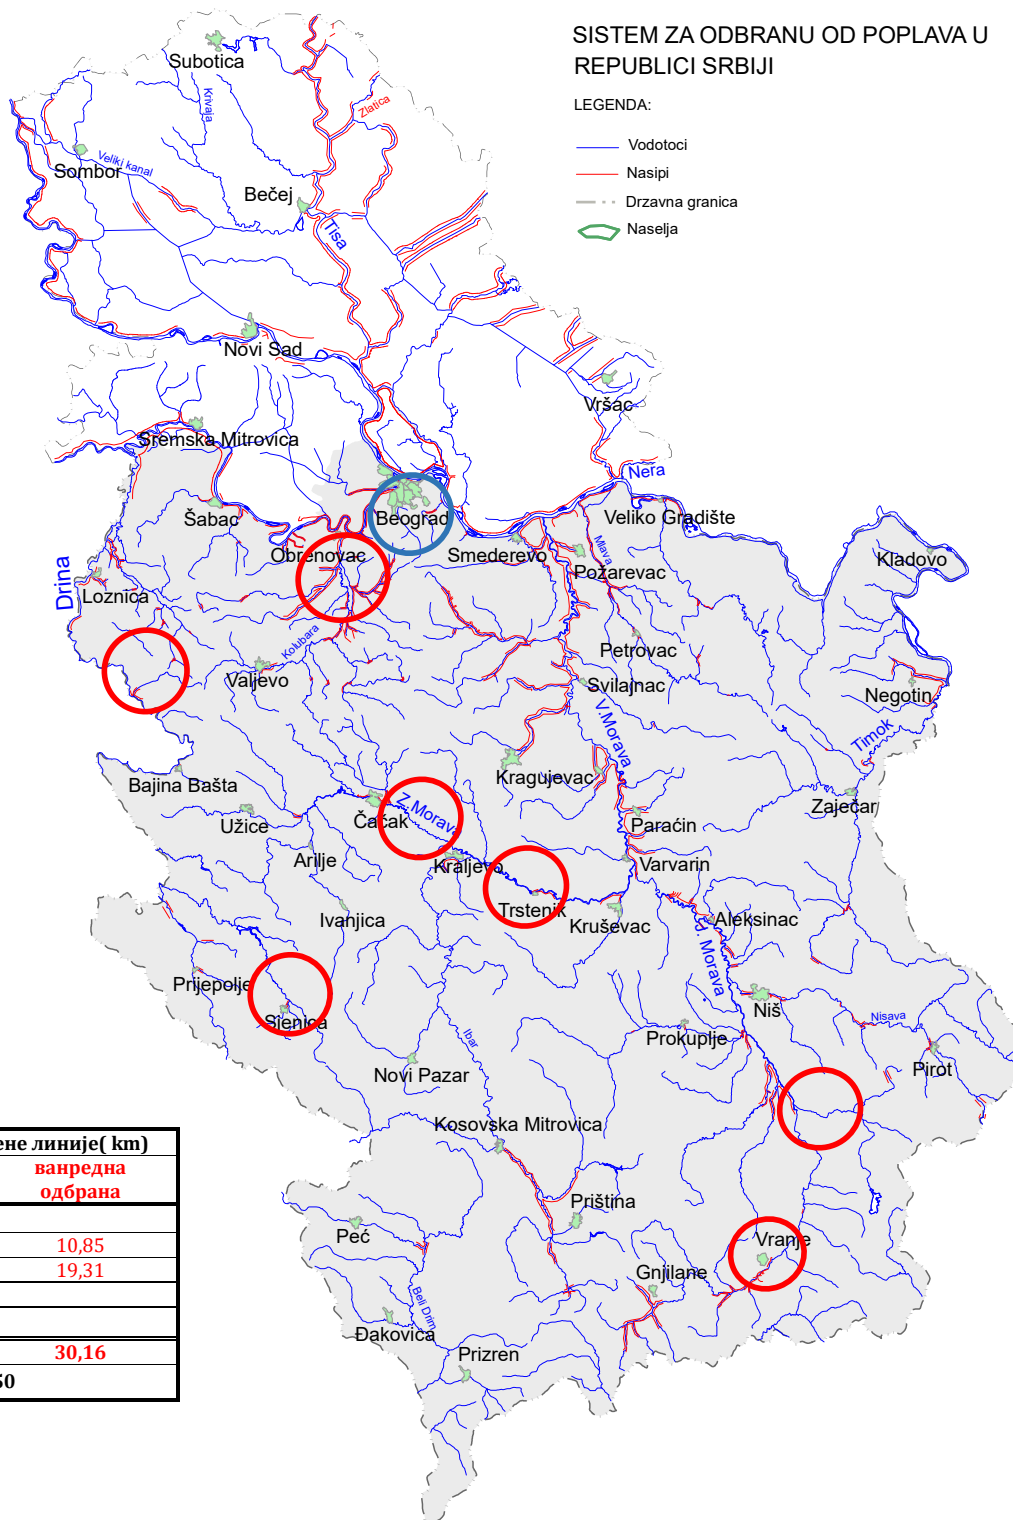 SISTEM ZA ODBRANU OD POPLAVA U
REPUBLICI SRBIJI
LEGENDA:
Vodotoci
Nasipi
Drzavna granica
Naselja
Subotica
Krivaja
Zlatica
Sombor
Veliki kanal
Bečej
Tisa
Novi Sad
Vršac
Sremska Mitrovica
Nera
Šabac
Beograd
Veliko Gradište
Obrenovac
Smederevo
Mlava
Požarevac
Kladovo
Drina
Loznica
Kolubara
Petrovac
Valjevo
Svilajnac
Negotin
V.Morava
Timok
Kragujevac
Bajina Bašta
Zaječar
Z.Morava
Čačak
Užice
Paraćin
Arilje
Kraljevo
Varvarin
Trstenik
Ivanjica
Kruševac
Aleksinac
J. Morava
Prijepolje
Sjenica
Niš
Nisava
Ibar
Prokuplje
Pirot
Novi Pazar
Kosovska Mitrovica
Priština
Peć
Vranje
Gnjilane
Beli Drim
Đakovica
Prizren
ене линије( km)
ванредна
одбрана
10,85
19,31
30,16
50